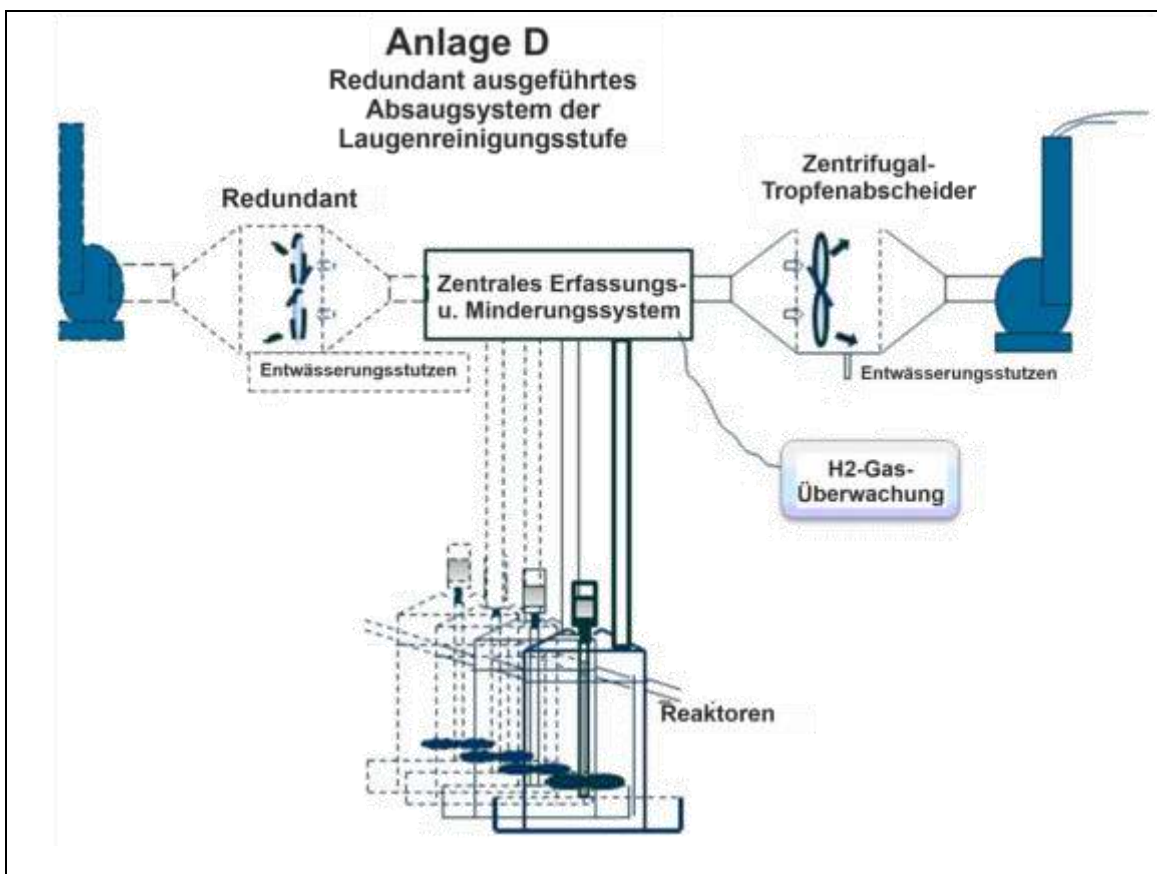 Anlage D
Redundant ausgeführtes
Absaugsystem der
Laugenreinigungsstufe
Redundant
Zentrifugal-
Tropfenabscheider
Zentrales Erfassungs-
u. Minderungssystem
Entwässerungsstutzen
Entwässerungsstutzen
H2-Gas-
Überwachung
Reaktoren